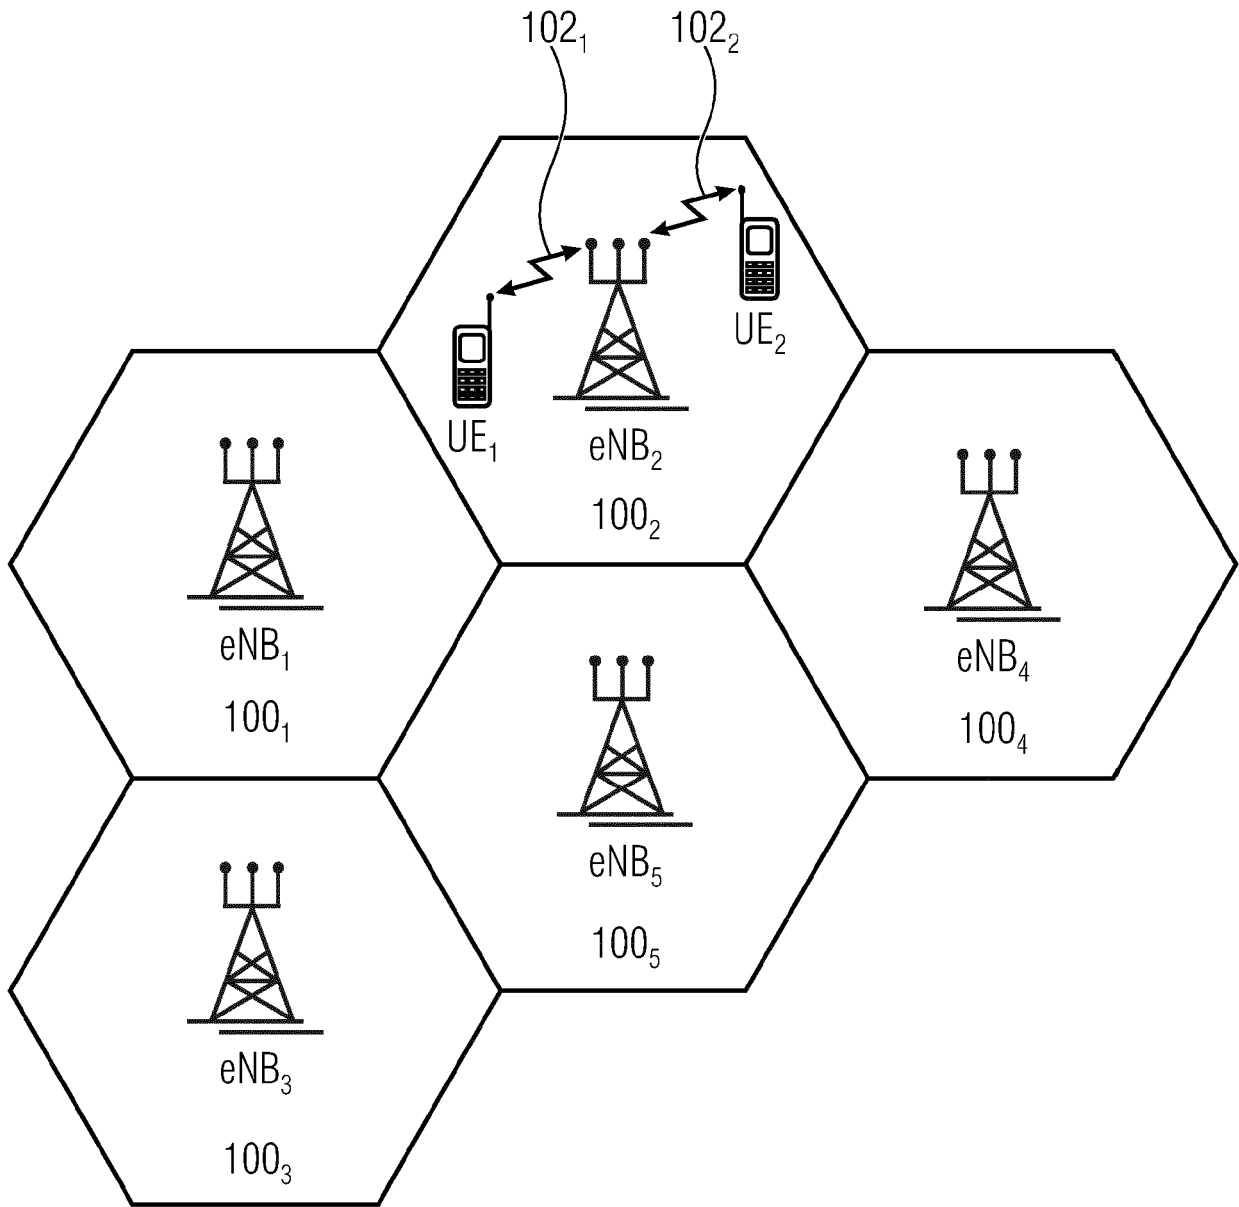 102₁ 102₂
UE₂
UE₁
eNB₂
100₂
eNB₁
100₁
eNB₄
100₄
eNB₅
100₅
eNB₃
100₃